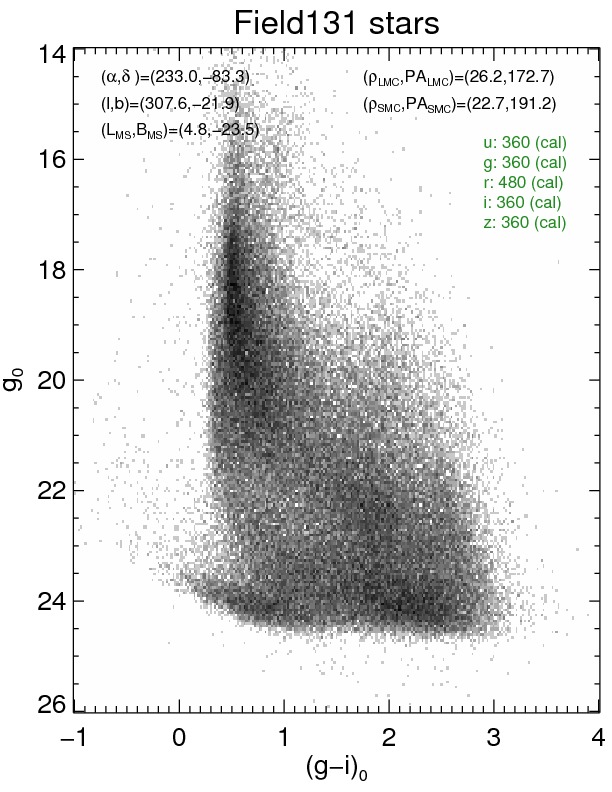 Field131 stars
14
(α,δ )=(233.0,−83.3) (ρLMC,PALMC)=(26.2,172.7)
(l,b)=(307.6,−21.9) (ρSMC,PASMC)=(22.7,191.2)
(LMS,BMS)=(4.8,−23.5)
u: 360 (cal)
16
g: 360 (cal)
r: 480 (cal)
i: 360 (cal)
z: 360 (cal)
18
20
g0
22
24
26
−1 0 1 2 3 4
(g−i)0